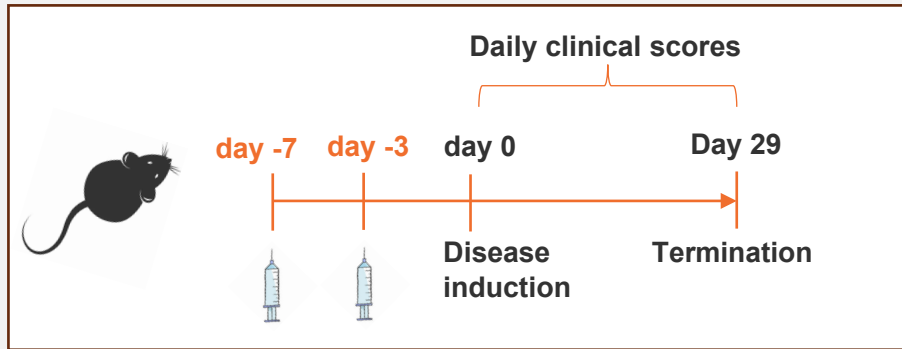 Daily clinical scores
day -7 day -3 day 0 Day 29
Disease
induction
Termination